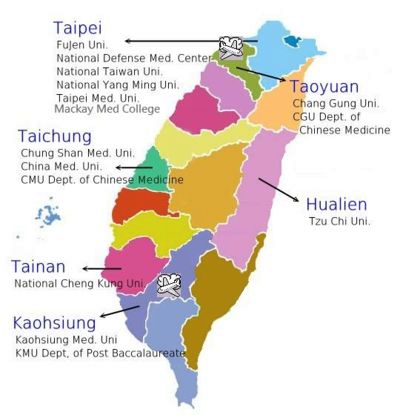 Taipei
FuJen Uni.
National Defense Med. Center
National Taiwan Uni.
National Yang Ming Uni.
Taipei Med. Uni.
Mackay Med College
Taoyuan
Chang Gung Uni.
CGU Dept. of
Chinese Medicine
Taichung
Chung Shan Med. Uni.
China Med. Uni.
CMU Dept. of Chinese Medicine
Hualien
Tzu Chi Uni.
Tainan
National Cheng Kung Uni.
Kaohsiung
Kaohsiung Med. Uni
KMU Dept, of Post Baccalaureate